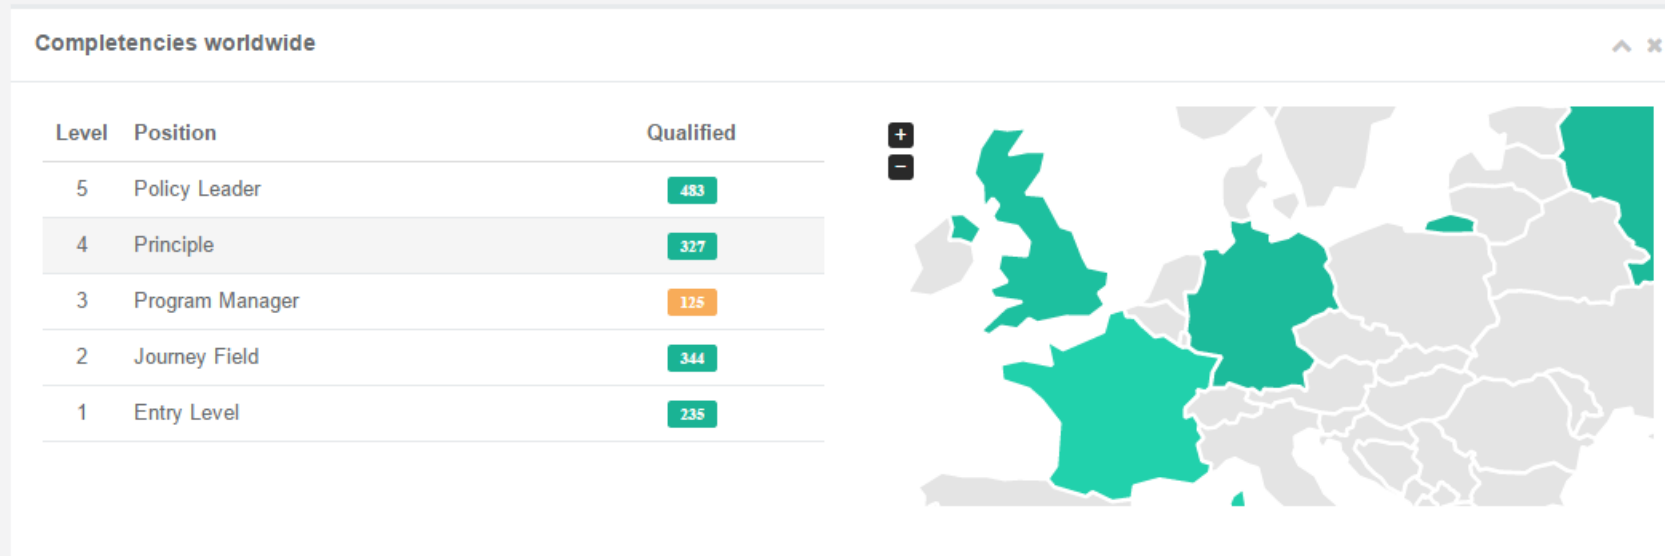 Completencies worldwide
Level Position Qualified
5 Policy Leader 483
4 Principle 327
3 Program Manager 125
2 Journey Field 344
1 Entry Level 235
+
−